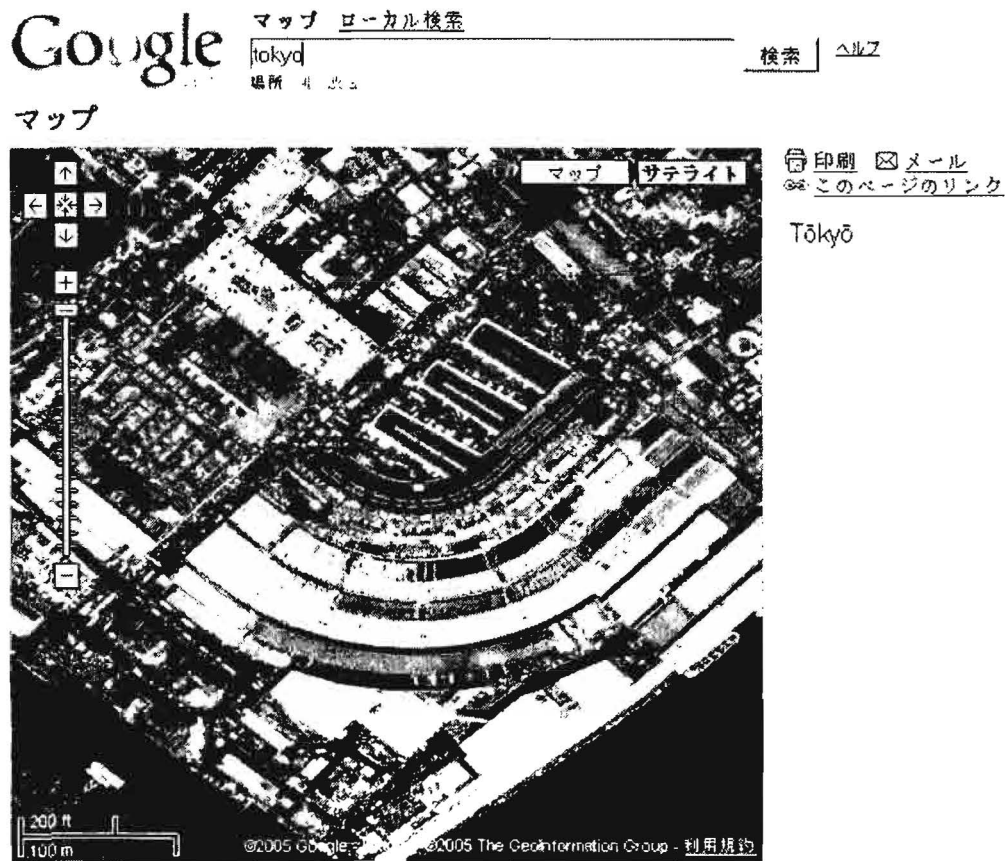 Google
マップ ローカル検索
tokyo
検索 ヘルプ
場所
マップ
マップ サテライト
印刷 メール
このページのリンク
Tōkyō
200 ft
100 m
©2005 Google - ©2005 The GeoInformation Group - 利用規約